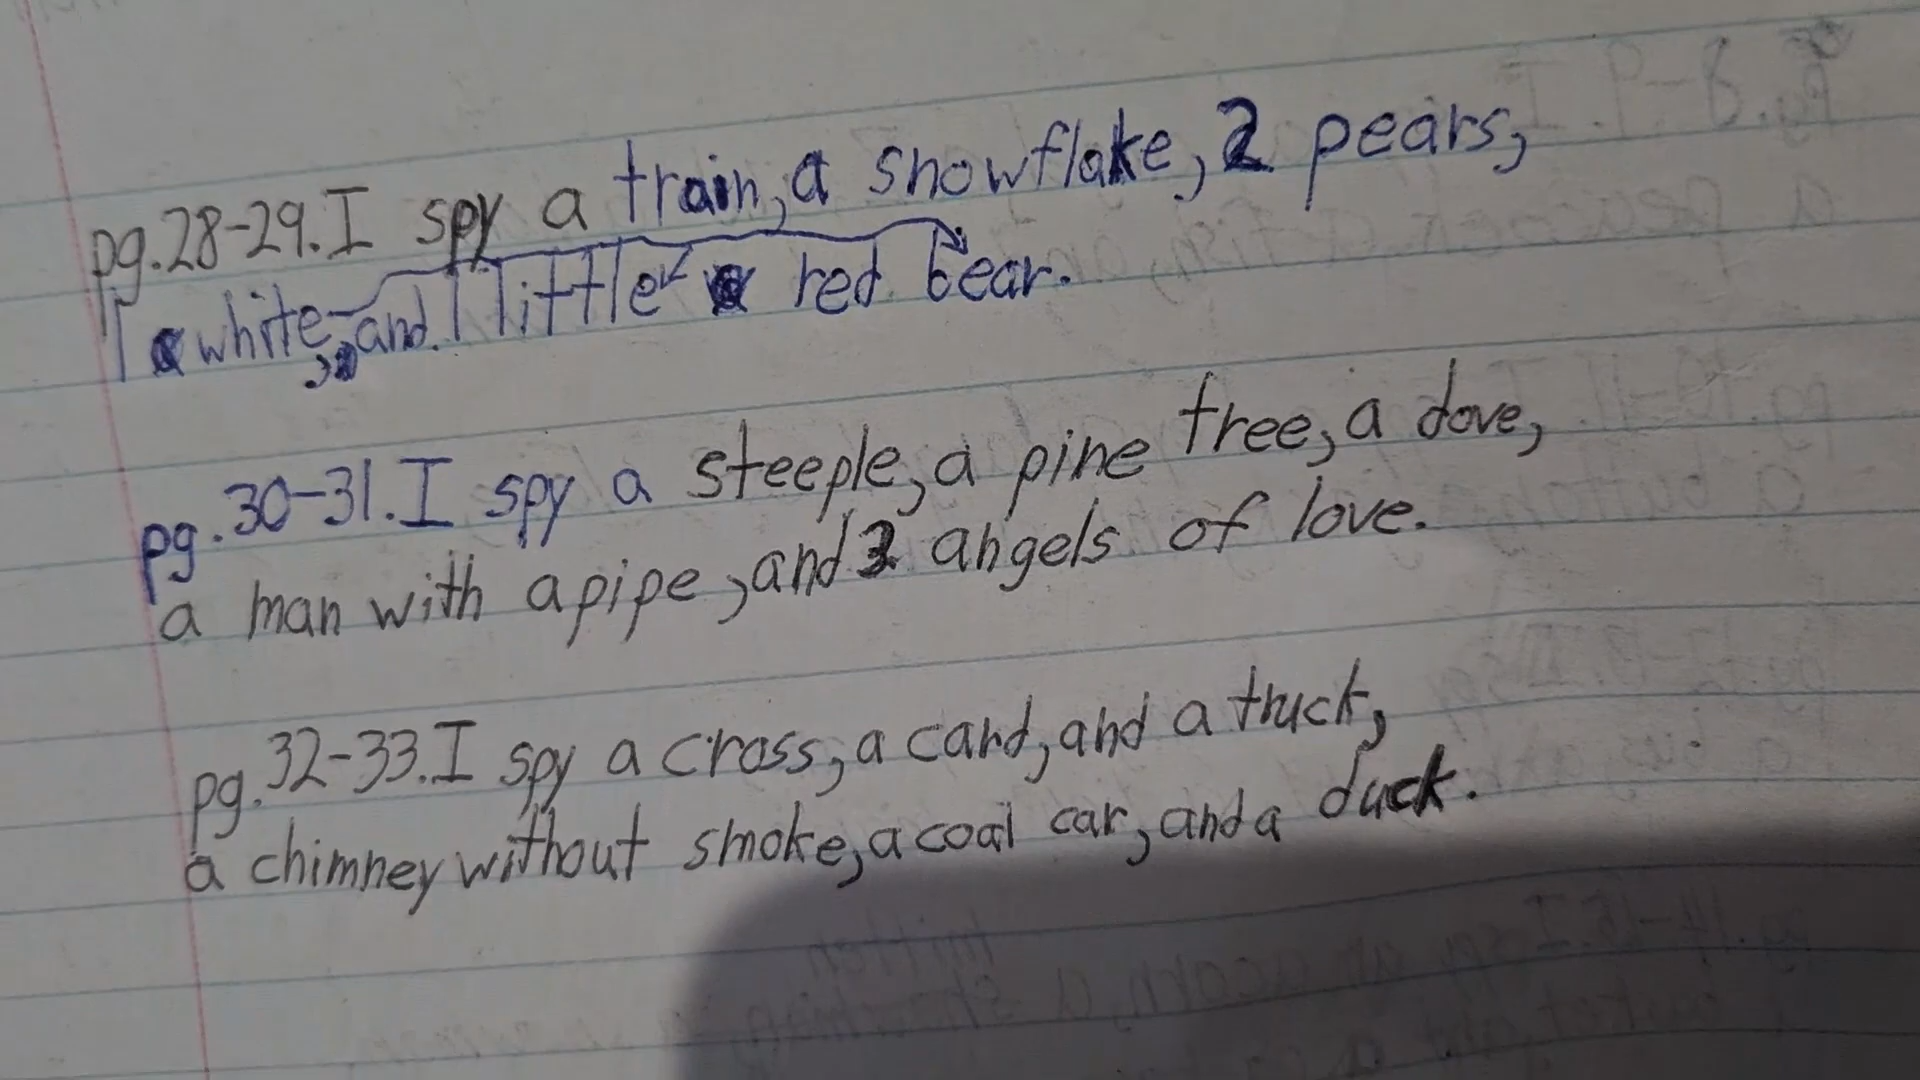 pg.28-29. I spy a train, a snowflake, 2 pears,
1 white, and 1 little red bear.
pg.30-31. I spy a steeple, a pine tree, a dove,
a man with a pipe, and angels of love.
pg.32-33. I spy a cross, a card, and a truck,
a chimney without smoke, a coal car, and a duck.